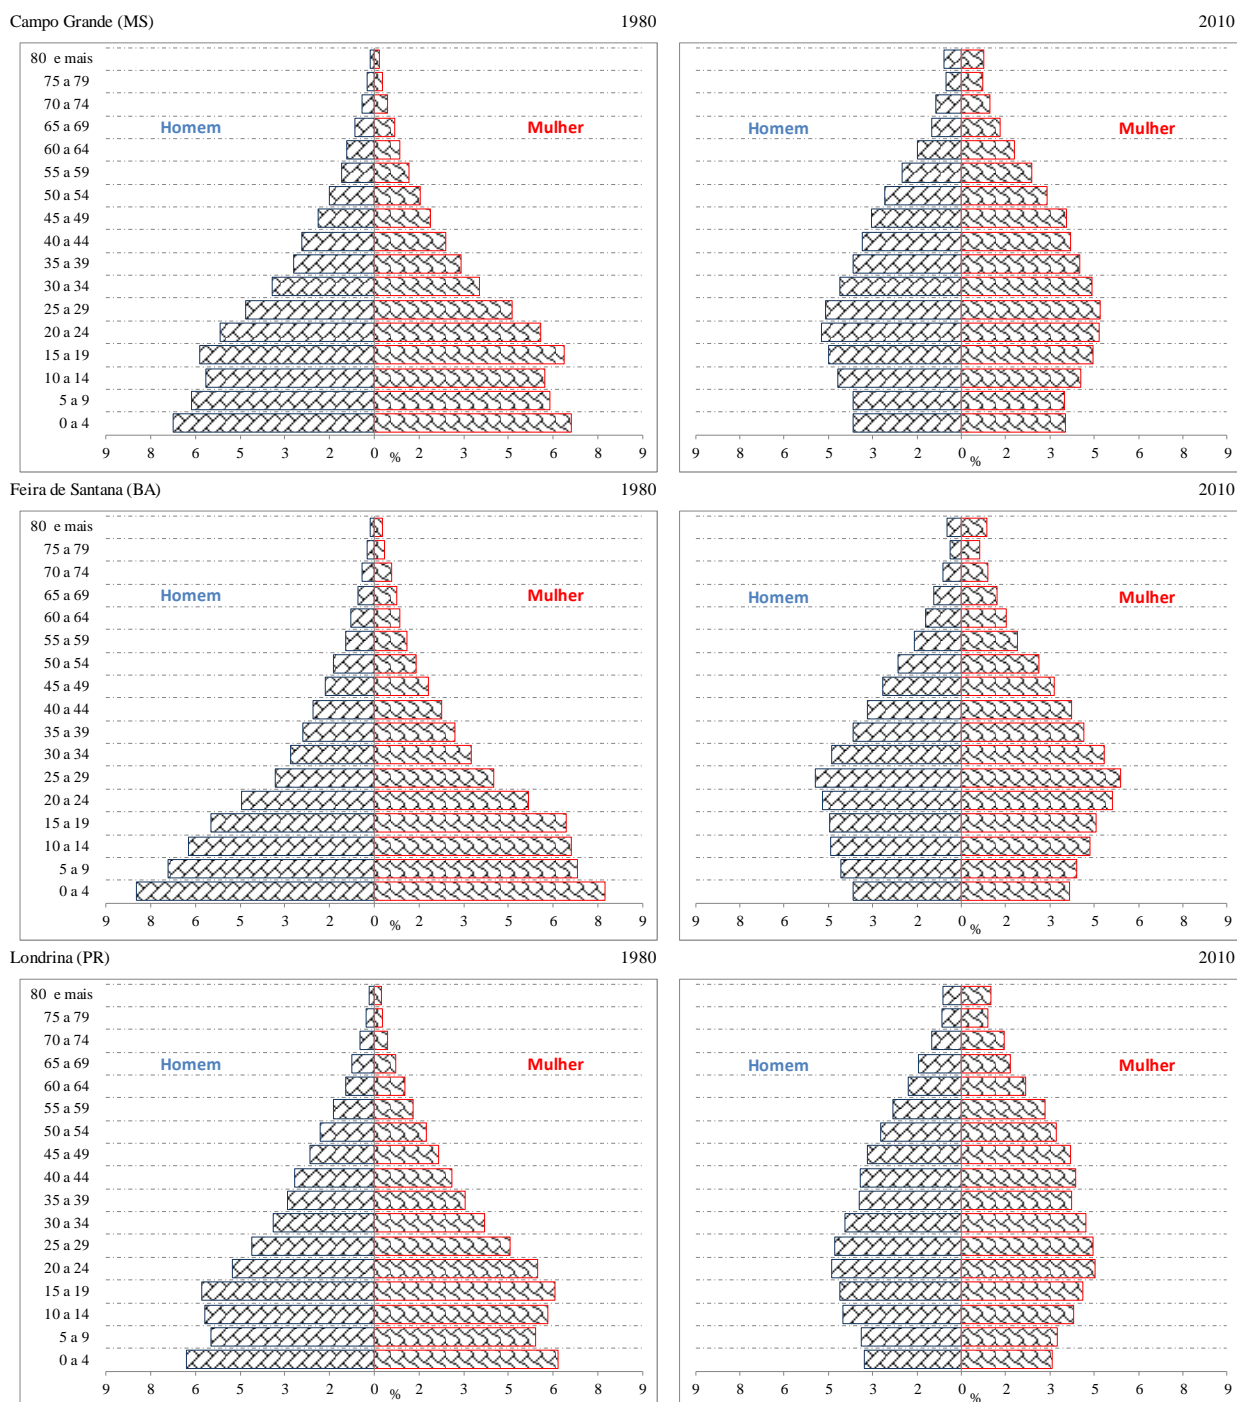 Campo Grande (MS) 1980 2010
80 e mais
75 a 79
70 a 74
65 a 69 Homem Mulher Homem Mulher
60 a 64
55 a 59
50 a 54
45 a 49
40 a 44
35 a 39
30 a 34
25 a 29
20 a 24
15 a 19
10 a 14
5 a 9
0 a 4
9 8 6 5 3 2 0 % 2 3 5 6 8 9 9 8 6 5 3 2 0 % 2 3 5 6 8 9
Feira de Santana (BA) 1980 2010
80 e mais
75 a 79
70 a 74
65 a 69 Homem Mulher Homem Mulher
60 a 64
55 a 59
50 a 54
45 a 49
40 a 44
35 a 39
30 a 34
25 a 29
20 a 24
15 a 19
10 a 14
5 a 9
0 a 4
9 8 6 5 3 2 0 % 2 3 5 6 8 9 9 8 6 5 3 2 0 % 2 3 5 6 8 9
Londrina (PR) 1980 2010
80 e mais
75 a 79
70 a 74
65 a 69 Homem Mulher Homem Mulher
60 a 64
55 a 59
50 a 54
45 a 49
40 a 44
35 a 39
30 a 34
25 a 29
20 a 24
15 a 19
10 a 14
5 a 9
0 a 4
9 8 6 5 3 2 0 % 2 3 5 6 8 9 9 8 6 5 3 2 0 % 2 3 5 6 8 9